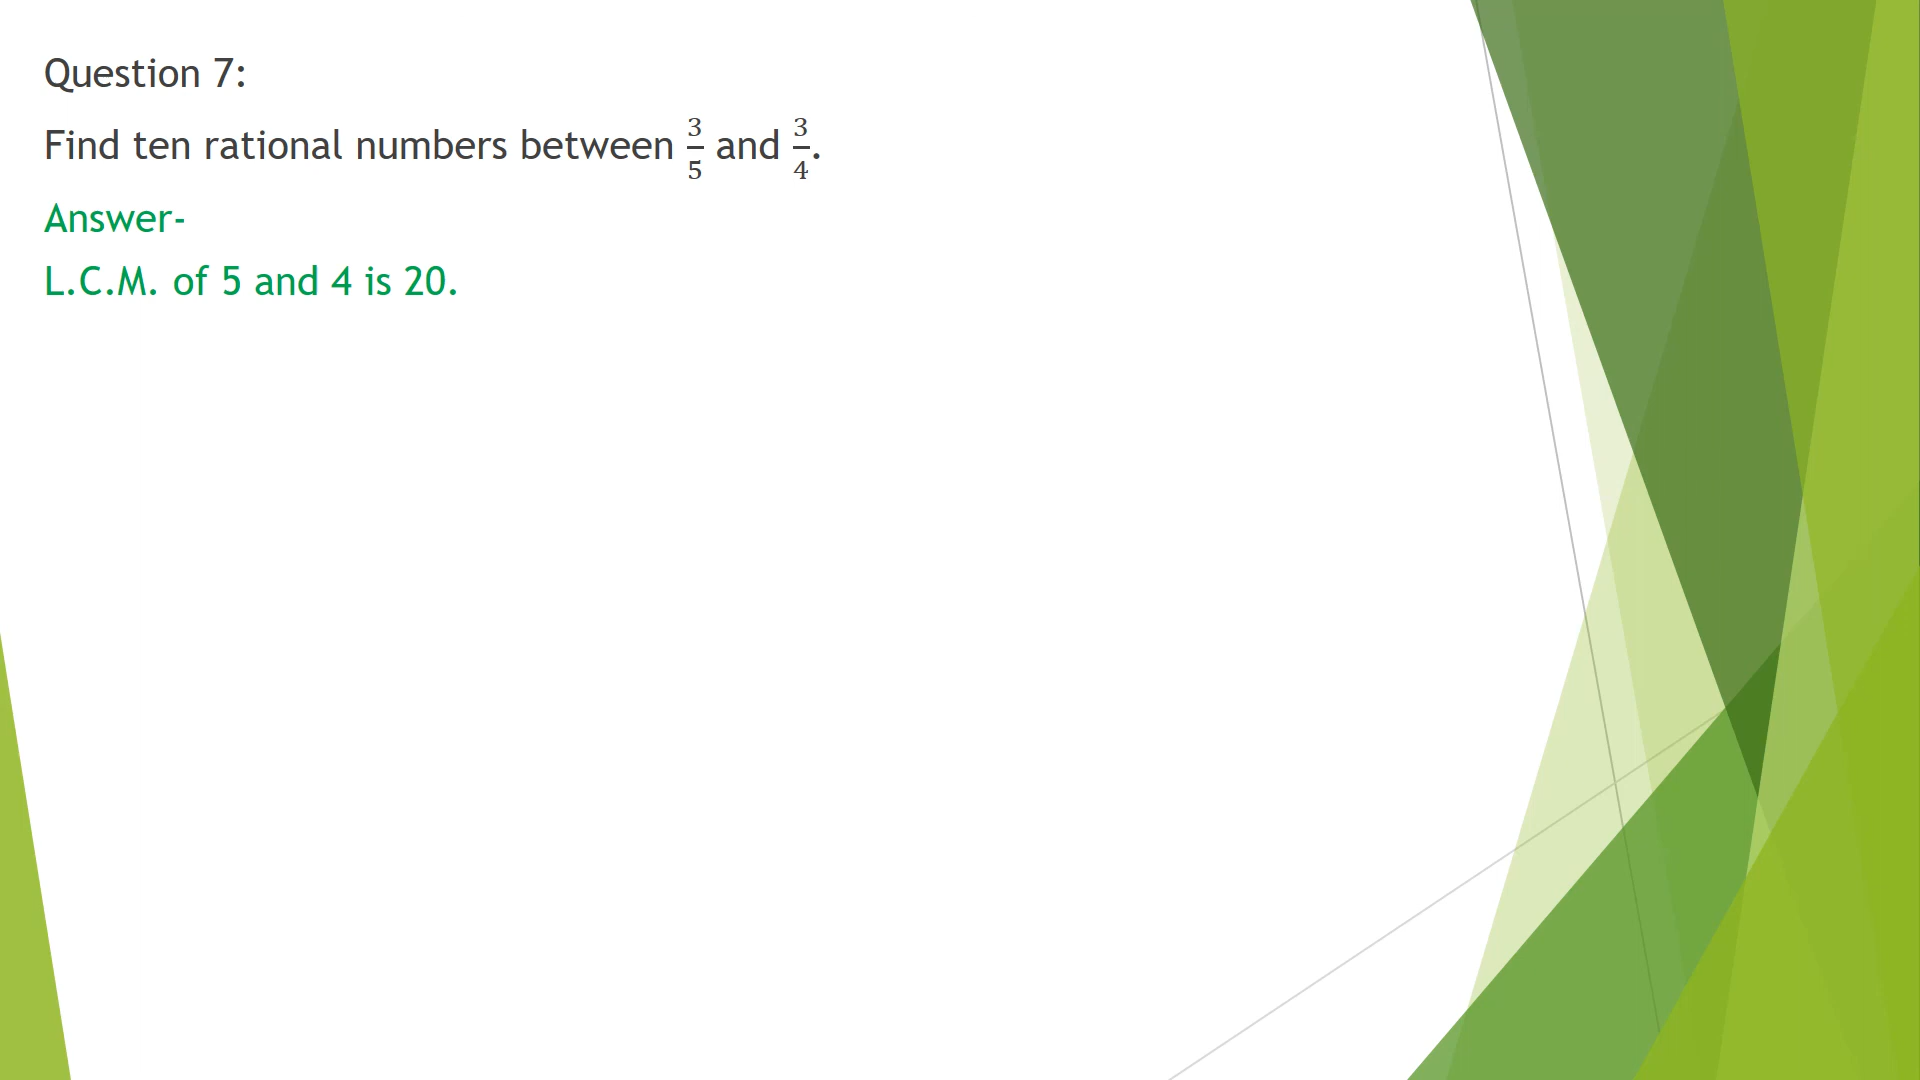 Question 7:
Find ten rational numbers between 3/5 and 3/4.
Answer-
L.C.M. of 5 and 4 is 20.